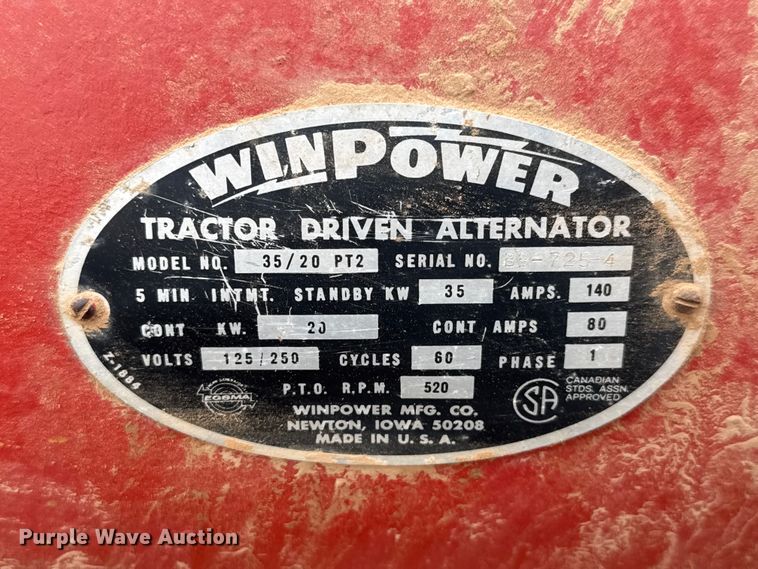 WINPOWER
TRACTOR DRIVEN ALTERNATOR
MODEL NO. 35/20 PT2 SERIAL NO.
5 MIN INTMT. STANDBY KW 35 AMPS. 140
CONT KW. 20 CONT AMPS 80
VOLTS 125/250 CYCLES 60 PHASE 1
P.T.O. R.P.M. 520
Z-1884
EGSMA
WINPOWER MFG. CO.
NEWTON, IOWA 50208
MADE IN U.S.A.
SA
CANADIAN
STDS. ASSN.
APPROVED
Purple Wave Auction